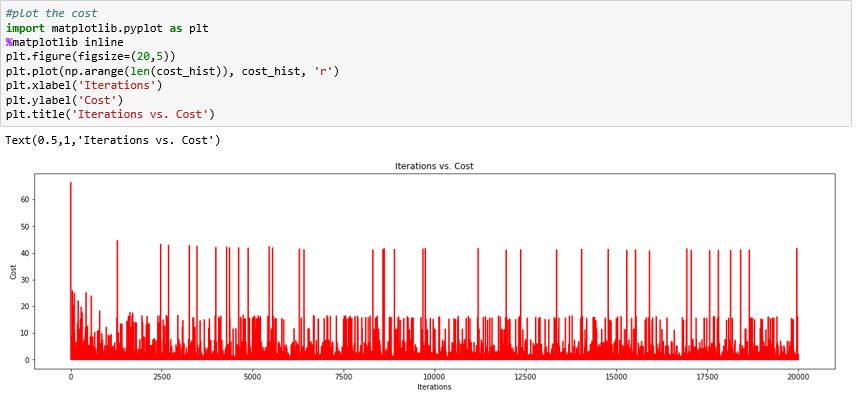 #plot the cost
import matplotlib.pyplot as plt
%matplotlib inline
plt.figure(figsize=(20,5))
plt.plot(np.arange(len(cost_hist)), cost_hist, 'r')
plt.xlabel('Iterations')
plt.ylabel('Cost')
plt.title('Iterations vs. Cost')
Text(0.5,1,'Iterations vs. Cost')
Iterations vs. Cost
60
50
40
30
20
10
0
Cost
0
2500
5000
7500
10000
12500
15000
17500
20000
Iterations